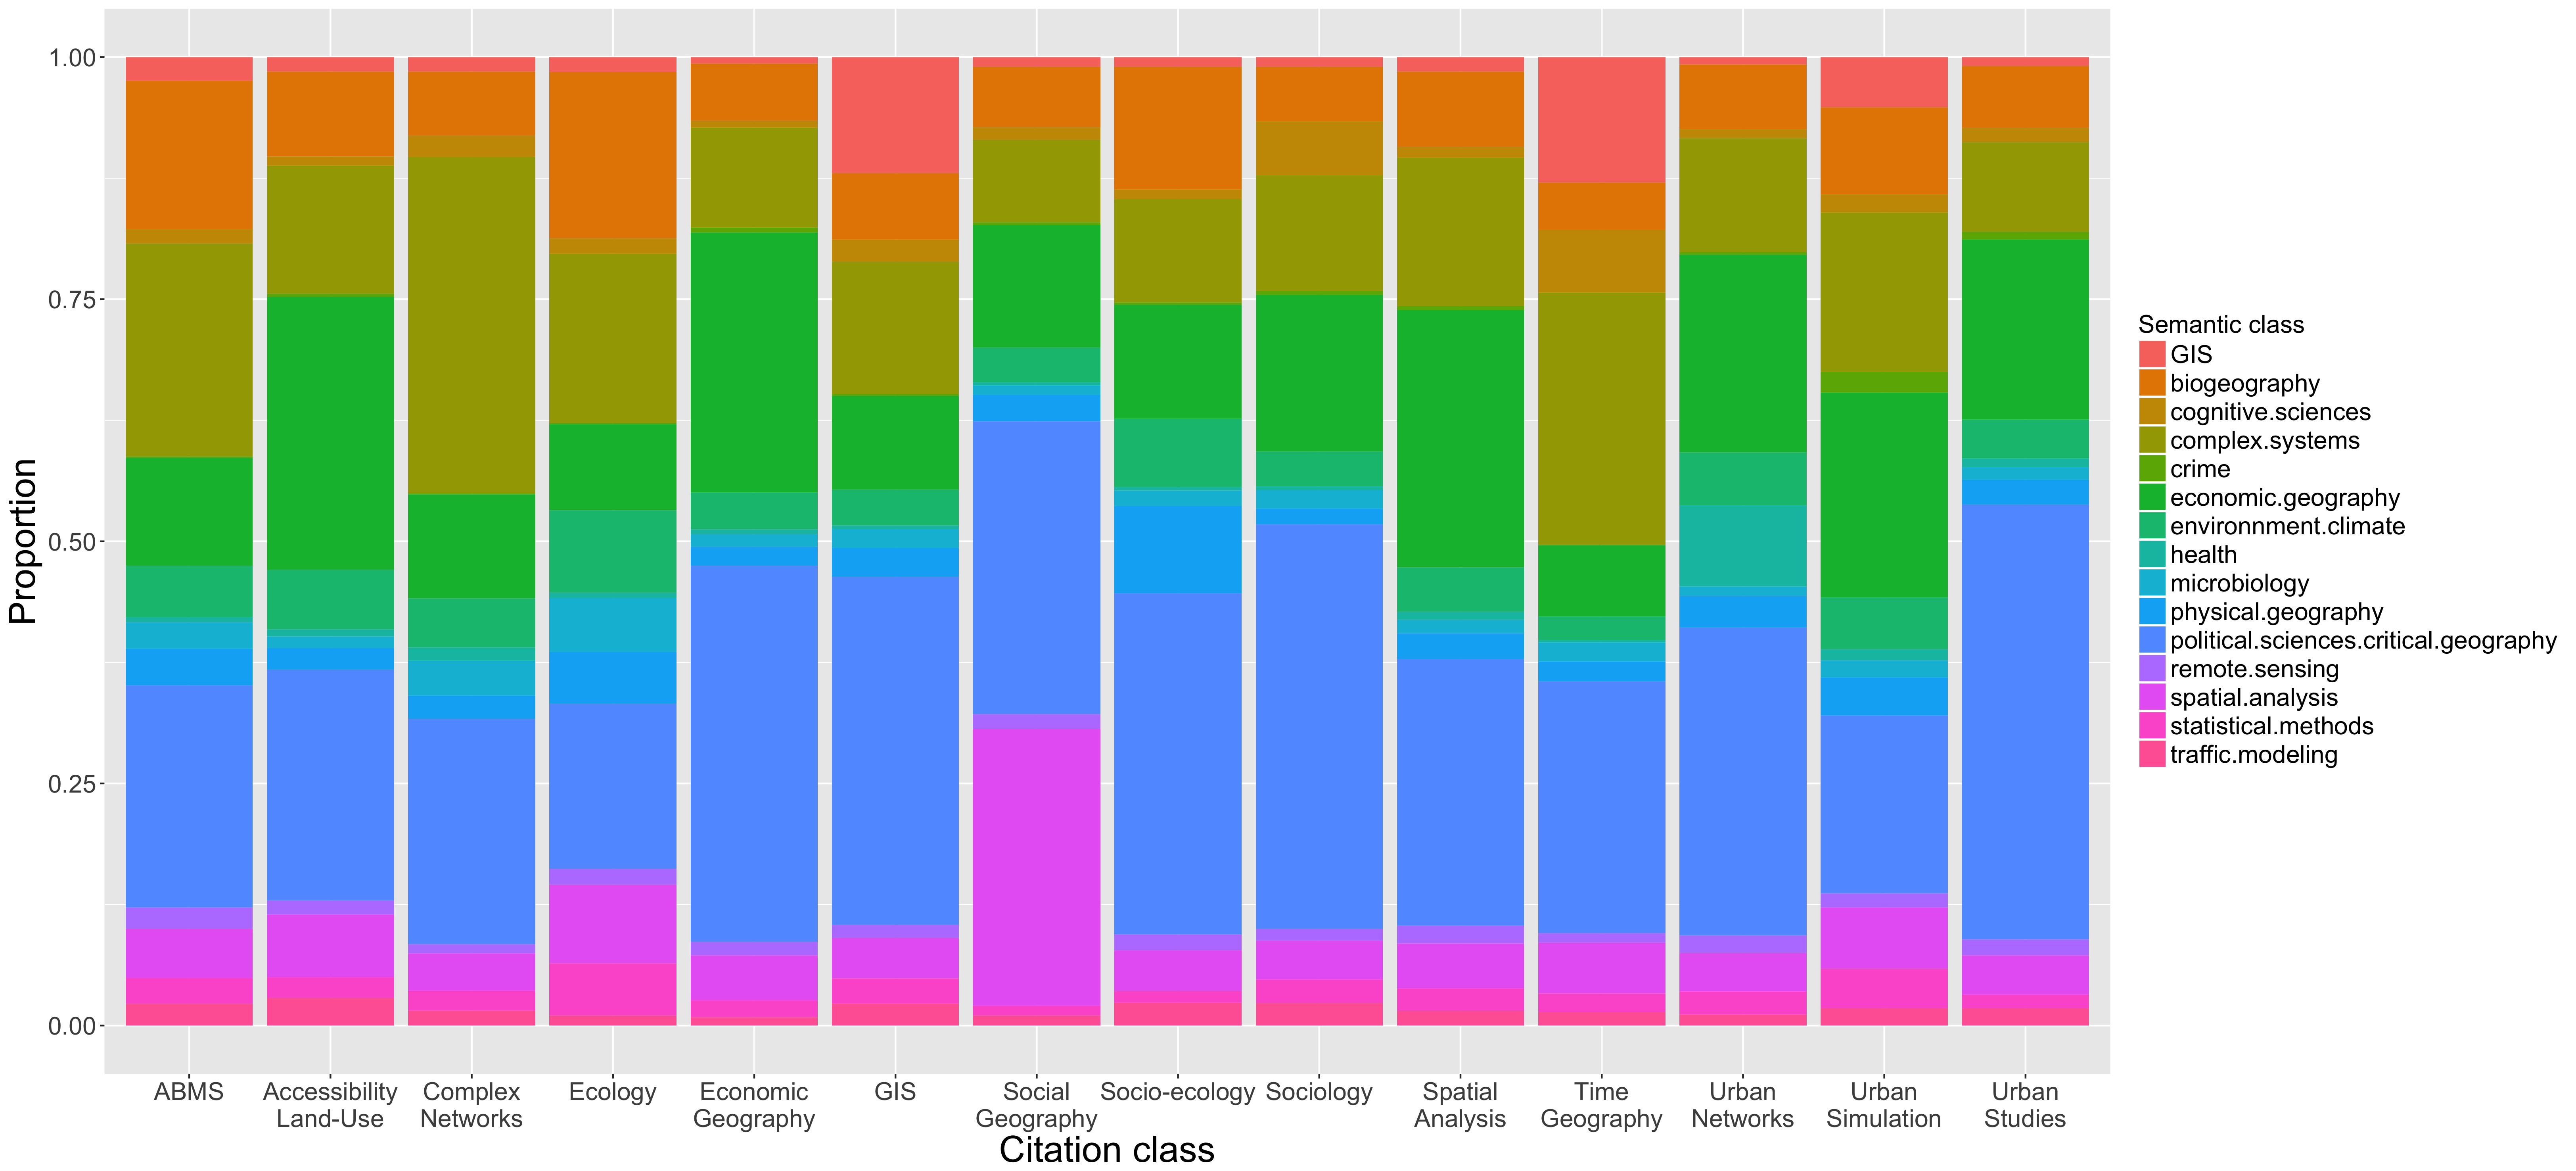 1.00
0.75
0.50
0.25
0.00
Proportion
ABMS
Accessibility
Land-Use
Complex
Networks
Ecology
Economic
Geography
GIS
Social
Geography
Socio-ecology
Sociology
Spatial
Analysis
Time
Geography
Urban
Networks
Urban
Simulation
Urban
Studies
Citation class
Semantic class
GIS
biogeography
cognitive.sciences
complex.systems
crime
economic.geography
environnment.climate
health
microbiology
physical.geography
political.sciences.critical.geography
remote.sensing
spatial.analysis
statistical.methods
traffic.modeling